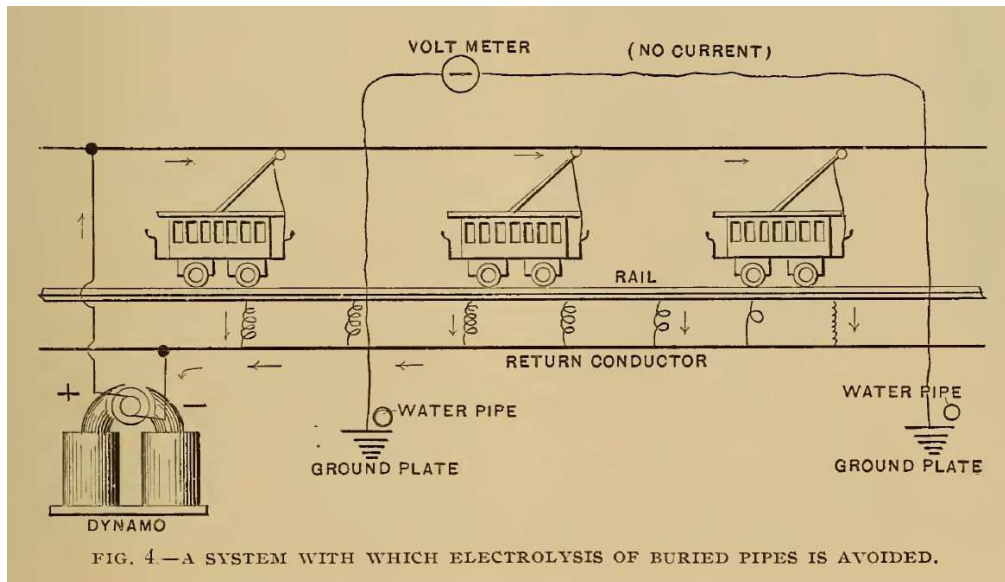 VOLT METER (NO CURRENT)
RAIL
RETURN CONDUCTOR
+ −
WATER PIPE
WATER PIPE
GROUND PLATE
GROUND PLATE
DYNAMO
FIG. 4.—A SYSTEM WITH WHICH ELECTROLYSIS OF BURIED PIPES IS AVOIDED.